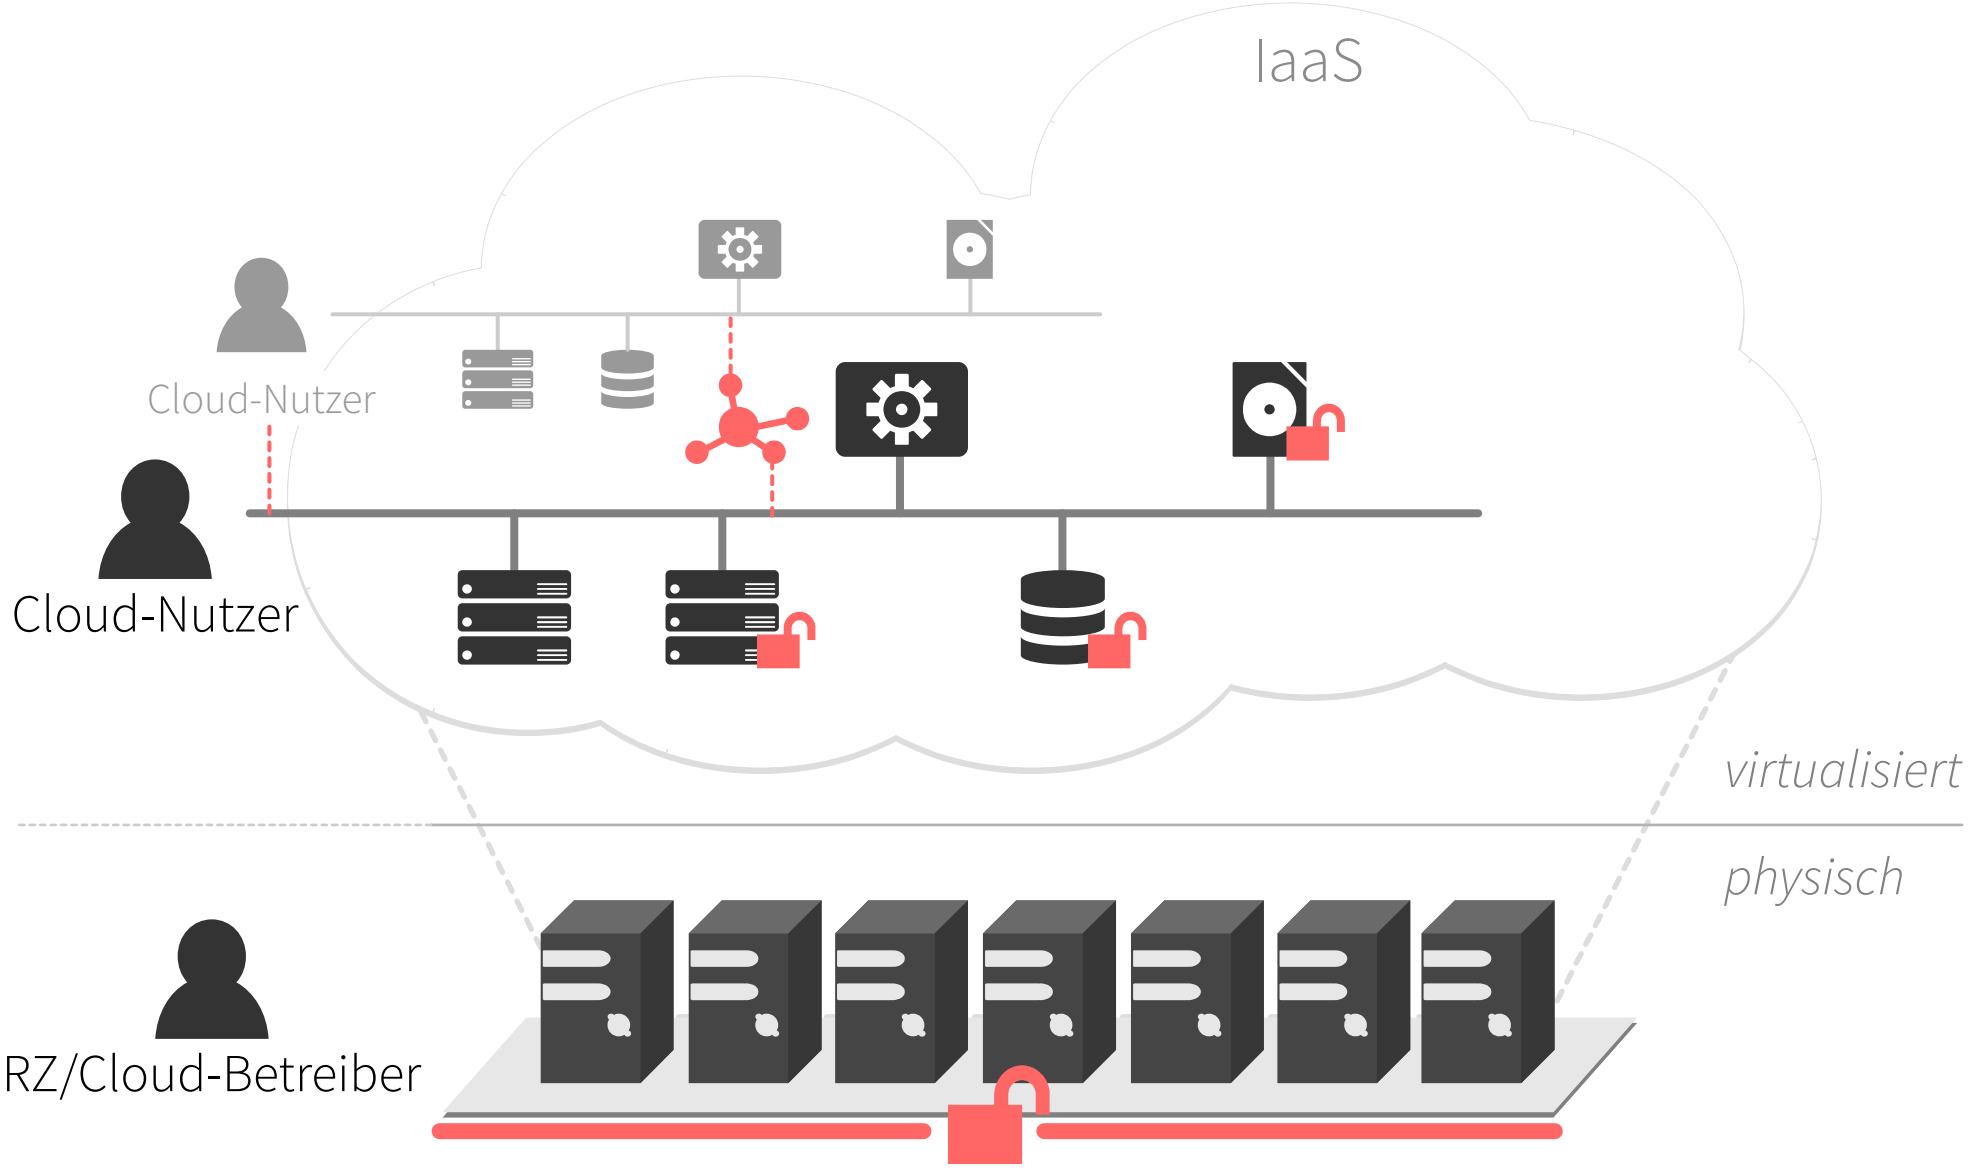 IaaS
Cloud-Nutzer
Cloud-Nutzer
virtualisiert
physisch
RZ/Cloud-Betreiber